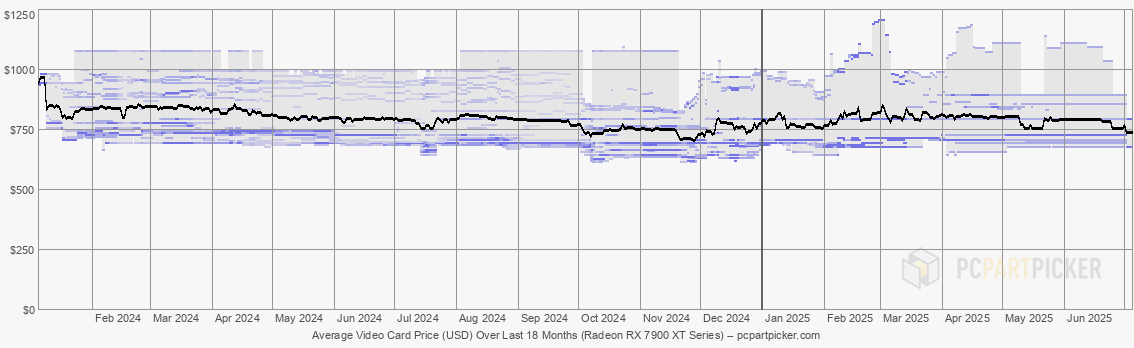 $1250
$1000
$750
$500
$250
$0
PCPARTPICKER
Feb 2024 Mar 2024 Apr 2024 May 2024 Jun 2024 Jul 2024 Aug 2024 Sep 2024 Oct 2024 Nov 2024 Dec 2024 Jan 2025 Feb 2025 Mar 2025 Apr 2025 May 2025 Jun 2025
Average Video Card Price (USD) Over Last 18 Months (Radeon RX 7900 XT Series) -- pcpartpicker.com